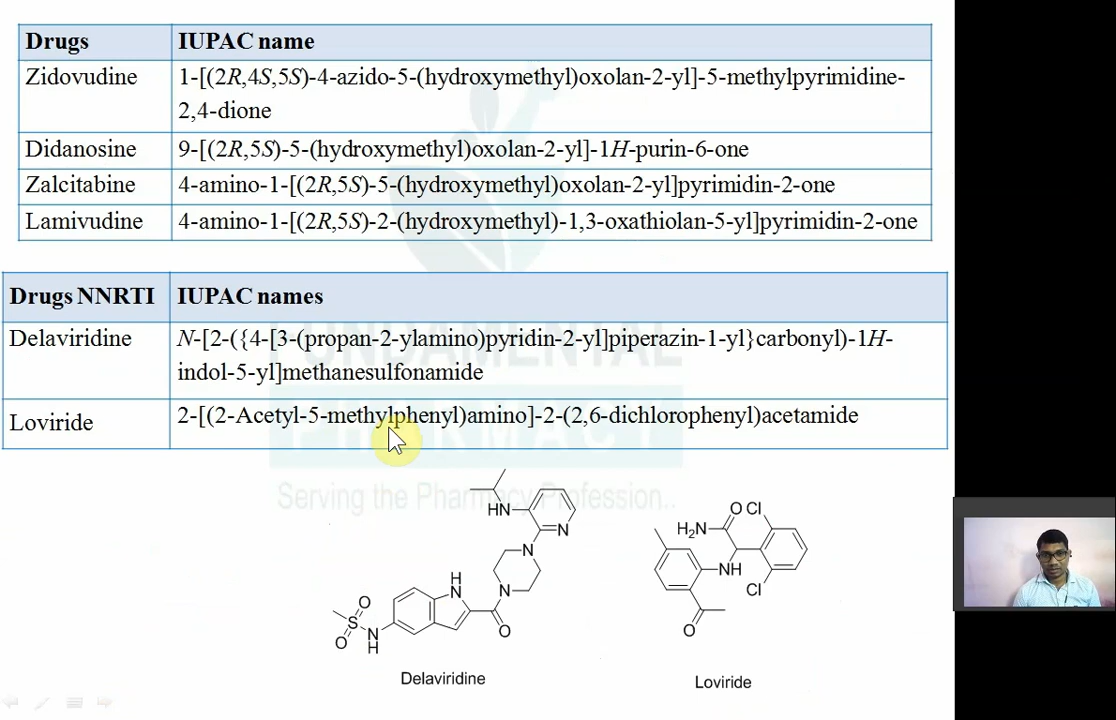 Drugs IUPAC name
Zidovudine 1-[(2R,4S,5S)-4-azido-5-(hydroxymethyl)oxolan-2-yl]-5-methylpyrimidine-
2,4-dione
Didanosine 9-[(2R,5S)-5-(hydroxymethyl)oxolan-2-yl]-1H-purin-6-one
Zalcitabine 4-amino-1-[(2R,5S)-5-(hydroxymethyl)oxolan-2-yl]pyrimidin-2-one
Lamivudine 4-amino-1-[(2R,5S)-2-(hydroxymethyl)-1,3-oxathiolan-5-yl]pyrimidin-2-one
Drugs NNRTI IUPAC names
Delaviridine N-[2-({4-[3-(propan-2-ylamino)pyridin-2-yl]piperazin-1-yl}carbonyl)-1H-
indol-5-yl]methanesulfonamide
Loviride 2-[(2-Acetyl-5-methylphenyl)amino]-2-(2,6-dichlorophenyl)acetamide
FUNDAMENTAL
PHARMACY
Serving the Pharmacy Profession..
HN
N
N
N
H
N
O
O
S
O
N
H
O
Cl
H2N
NH
Cl
O
Delaviridine
Loviride